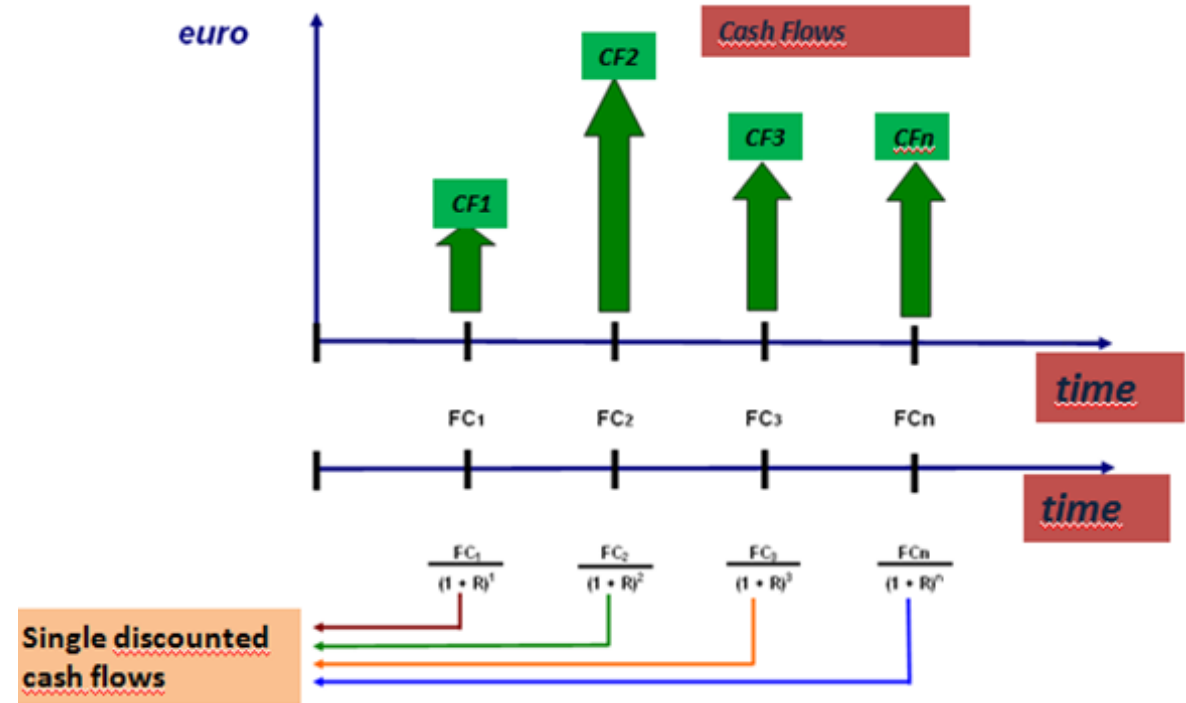 euro
Cash Flows
CF2
CF3
CFn
CF1
time
FC₁
FC₂
FC₃
FCn
time
FC₁
(1 + R)¹
FC₂
(1 + R)²
FC₃
(1 + R)³
FCn
(1 + R)ⁿ
Single discounted
cash flows